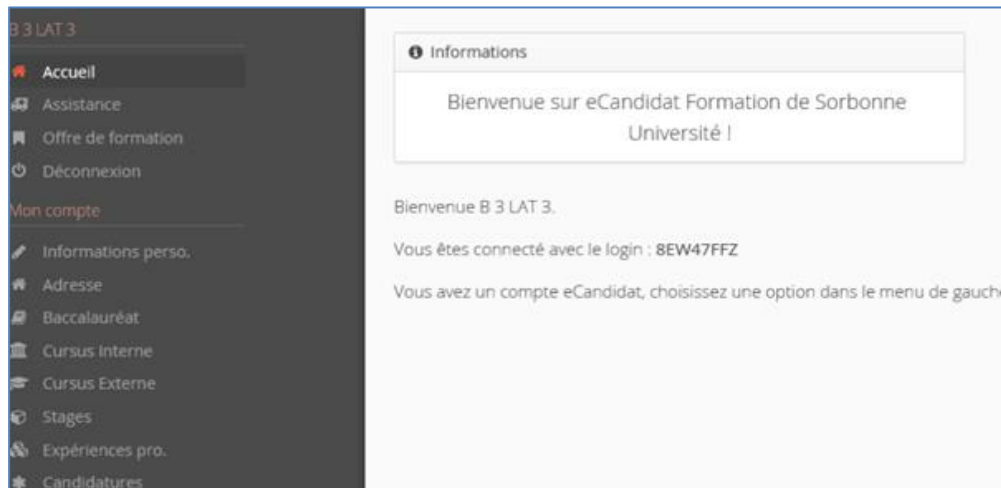 B 3 LAT 3
Accueil
Assistance
Offre de formation
Déconnexion
Mon compte
Informations perso.
Adresse
Baccalauréat
Cursus Interne
Cursus Externe
Stages
Expériences pro.
Candidatures
Informations
Bienvenue sur eCandidat Formation de Sorbonne
Université !
Bienvenue B 3 LAT 3.
Vous êtes connecté avec le login : 8EW47FFZ
Vous avez un compte eCandidat, choisissez une option dans le menu de gauche